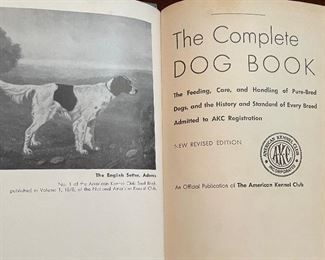 The English Setter, Adonis
No. 1 of the American Kennel Club Stud Book,
published in Volume 1, 1878, of the National American Kennel Club.
The Complete
DOG BOOK
The Feeding, Care, and Handling of Pure-Bred
Dogs, and the History and Standard of Every Breed
Admitted to AKC Registration
NEW REVISED EDITION
AMERICAN KENNEL CLUB
AKC
INCORPORATED
An Official Publication of The American Kennel Club